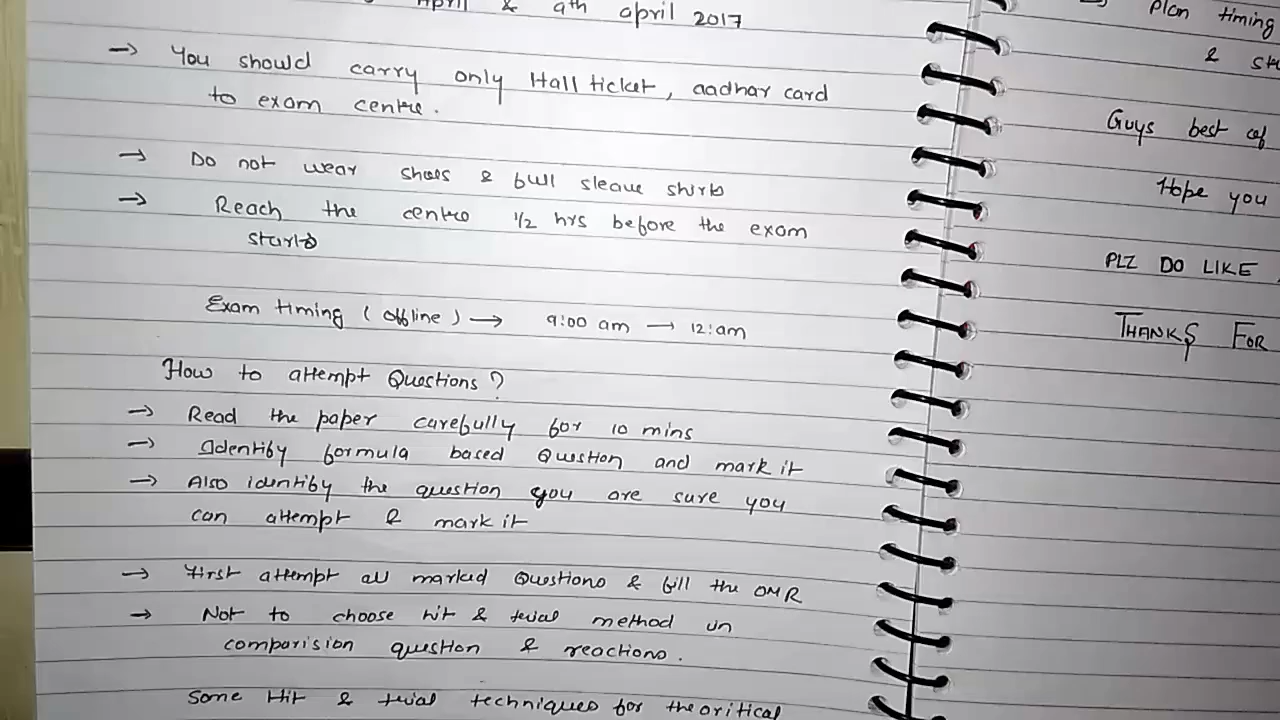 April & 9th april 2017
→ You should carry only Hall ticket, aadhar card
to exam centre.
→ Do not wear shoes & full sleave shirts
→ Reach the centre 1/2 hrs before the exam
starts
Exam timing (offline) → 9:00 am → 12:am
How to attempt Questions?
→ Read the paper carefully for 10 mins
→ Identify formula based Question and mark it
→ Also identify the question you are sure you
can attempt & mark it
→ First attempt all marked Questions & fill the OMR
→ Not to choose hit & trial method in
comparision question & reactions.
Some Hit & trial techniques for theoritical
Plan timing
&
Guys best of
Hope you
PLZ DO LIKE
THANKS FOR